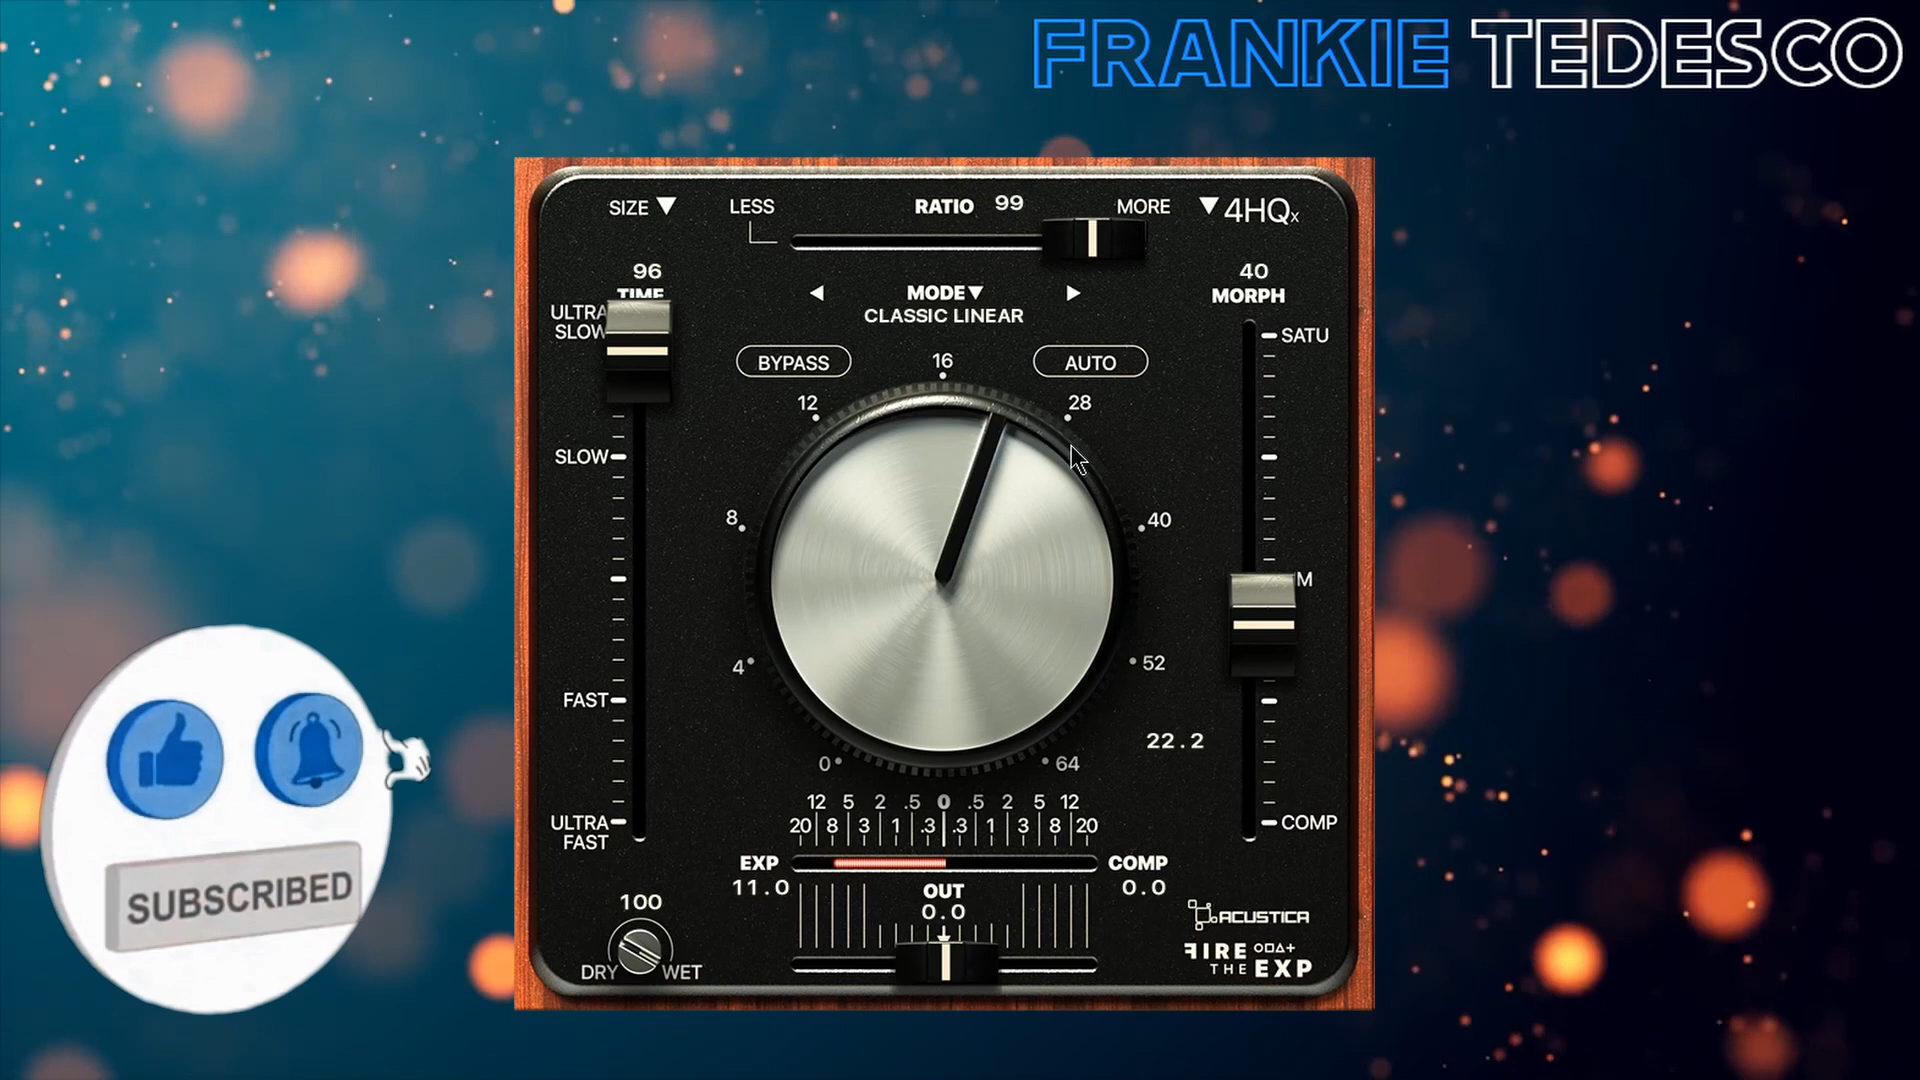 FRANKIE TEDESCO
SIZE LESS RATIO 99 MORE 4HQx
96
TIME
40
MORPH
MODE
CLASSIC LINEAR
ULTRA
SLOW
SATU
BYPASS
16
AUTO
12
28
SLOW
8
40
M
4
52
FAST
22.2
0
64
12 5 2 .5 0 .5 2 5 12
20 8 3 1 .3 .3 1 3 8 20
ULTRA
FAST
COMP
EXP
COMP
11.0
OUT
0.0
0.0
100
DRY WET
ACUSTICA
FIRE
THE EXP
SUBSCRIBED